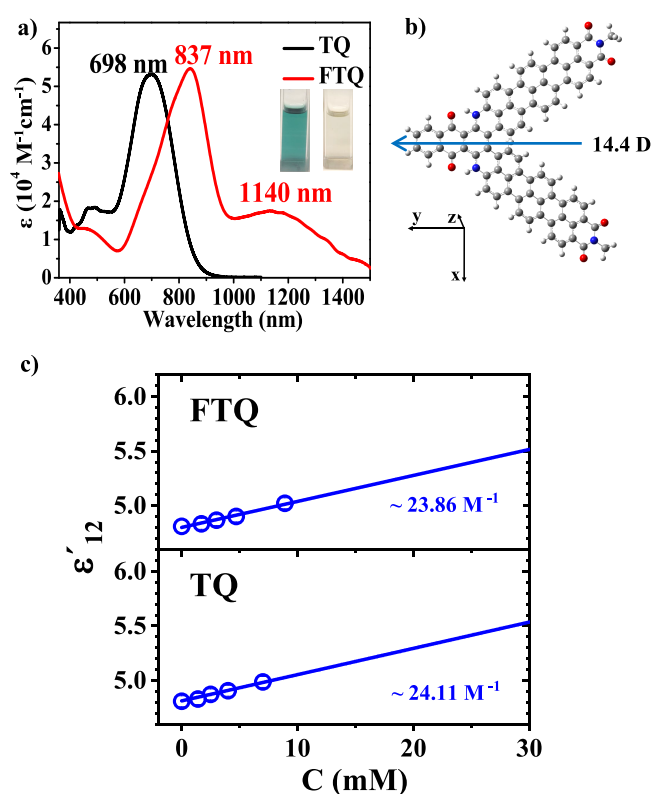 a)
698 nm
837 nm
TQ
FTQ
1140 nm
6
5
4
3
2
1
0
ε (10⁴ M⁻¹cm⁻¹)
400 600 800 1000 1200 1400
Wavelength (nm)
b)
14.4 D
y
z
x
c)
FTQ
6.0
5.5
5.0
~ 23.86 M⁻¹
ε′₁₂
TQ
6.0
5.5
5.0
~ 24.11 M⁻¹
0 10 20 30
C (mM)